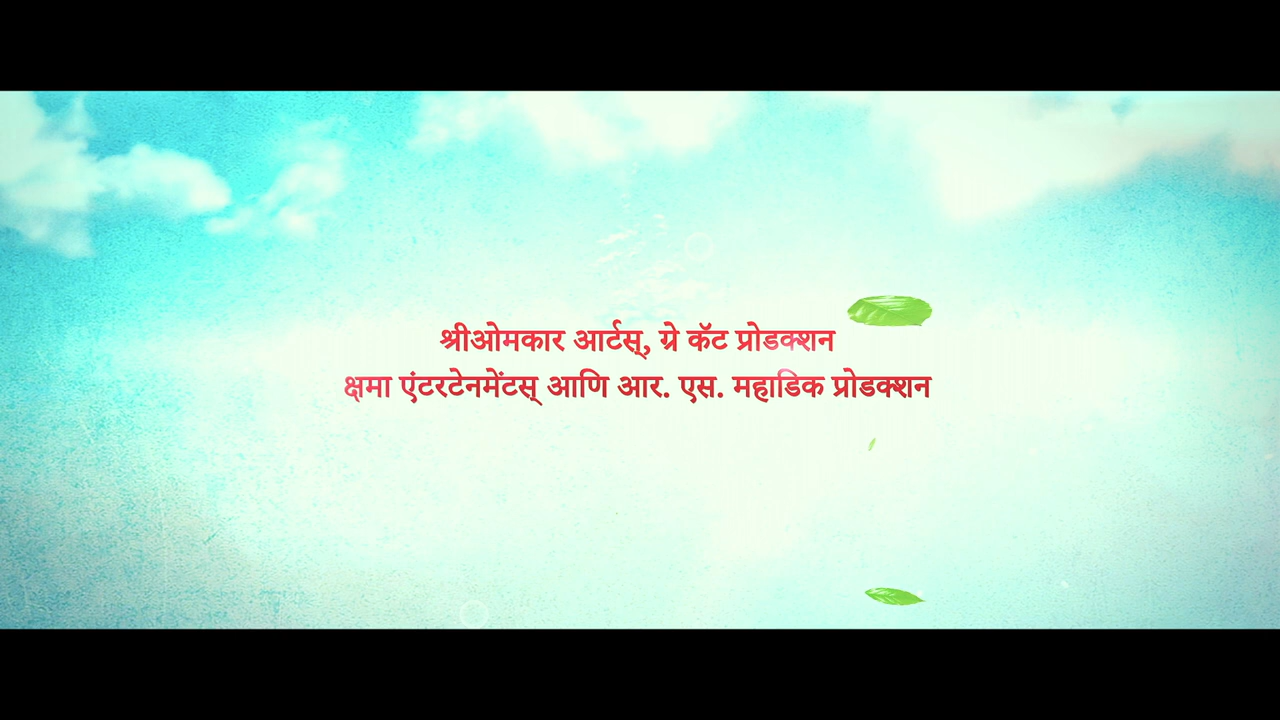 श्रीओमकार आर्टस्, ग्रे कॅट प्रोडक्शन
क्षमा एंटरटेनमेंटस् आणि आर. एस. महाडिक प्रोडक्शन